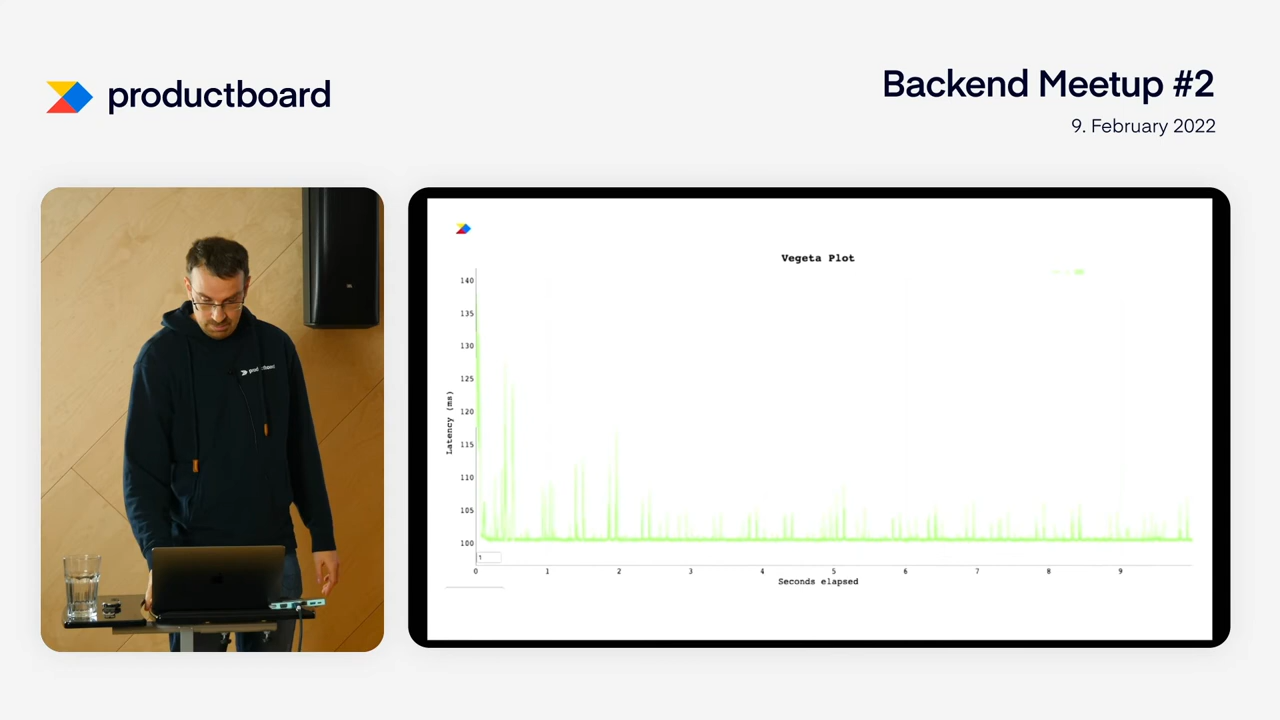 productboard
Backend Meetup #2
9. February 2022
Vegeta Plot
140
135
130
125
120
115
110
105
100
Latency (ms)
1
0 1 2 3 4 5 6 7 8 9
Seconds elapsed